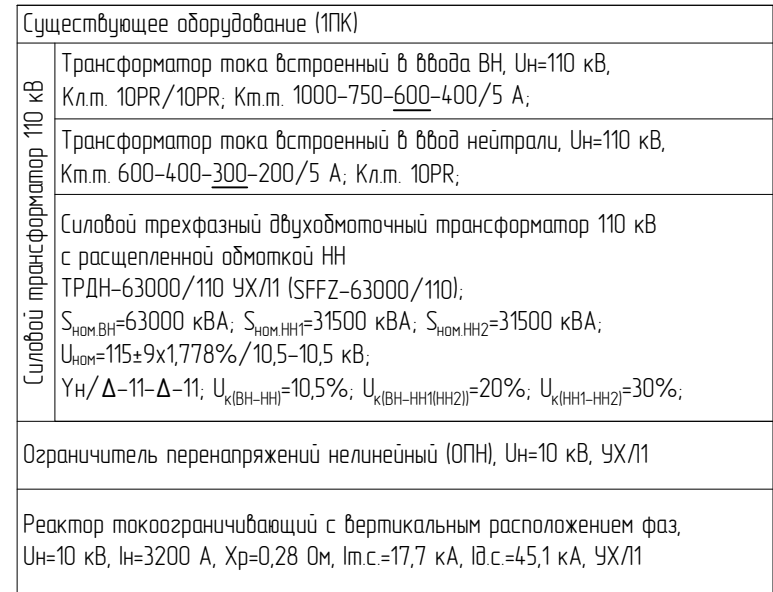 Существующее оборудование (1ПК)
Силовой трансформатор 110 кВ
Трансформатор тока встроенный в ввода ВН, Uн=110 кВ,
Кл.т. 10PR/10PR; Кт.т. 1000-750-600-400/5 А;
Трансформатор тока встроенный в ввод нейтрали, Uн=110 кВ,
Кт.т. 600-400-300-200/5 А; Кл.т. 10PR;
Силовой трехфазный двухобмоточный трансформатор 110 кВ
с расщепленной обмоткой НН
ТРДН-63000/110 УХЛ1 (SFFZ-63000/110);
Sном.ВН=63000 кВА; Sном.НН1=31500 кВА; Sном.НН2=31500 кВА;
Uном=115±9х1,778%/10,5-10,5 кВ;
Yн/Δ-11-Δ-11; Uк(ВН-НН)=10,5%; Uк(ВН-НН1(НН2))=20%; Uк(НН1-НН2)=30%;
Ограничитель перенапряжений нелинейный (ОПН), Uн=10 кВ, УХЛ1
Реактор токоограничивающий с вертикальным расположением фаз,
Uн=10 кВ, Iн=3200 А, Хр=0,28 Ом, Iт.с.=17,7 кА, Iд.с.=45,1 кА, УХЛ1